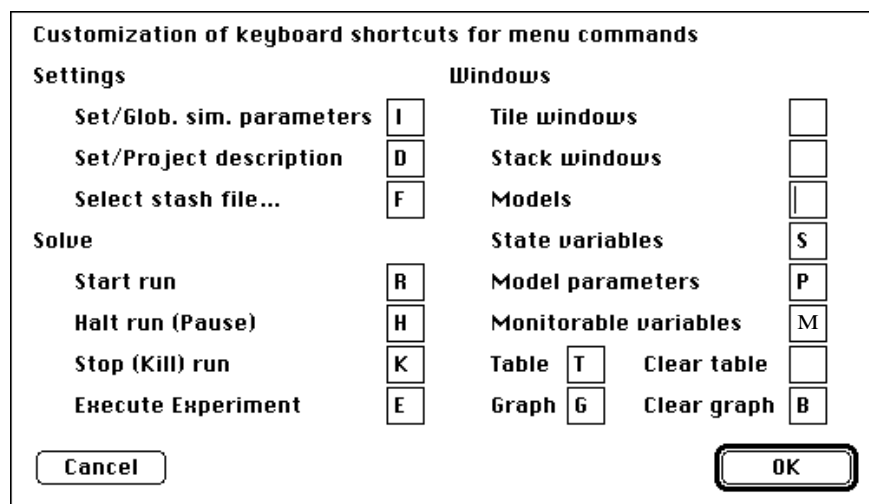 Customization of keyboard shortcuts for menu commands
Settings
Set/Glob. sim. parameters I
Set/Project description D
Select stash file... F
Solve
Start run R
Halt run (Pause) H
Stop (Kill) run K
Execute Experiment E
Windows
Tile windows
Stack windows
Models
State variables S
Model parameters P
Monitorable variables M
Table T Clear table
Graph G Clear graph B
Cancel
OK